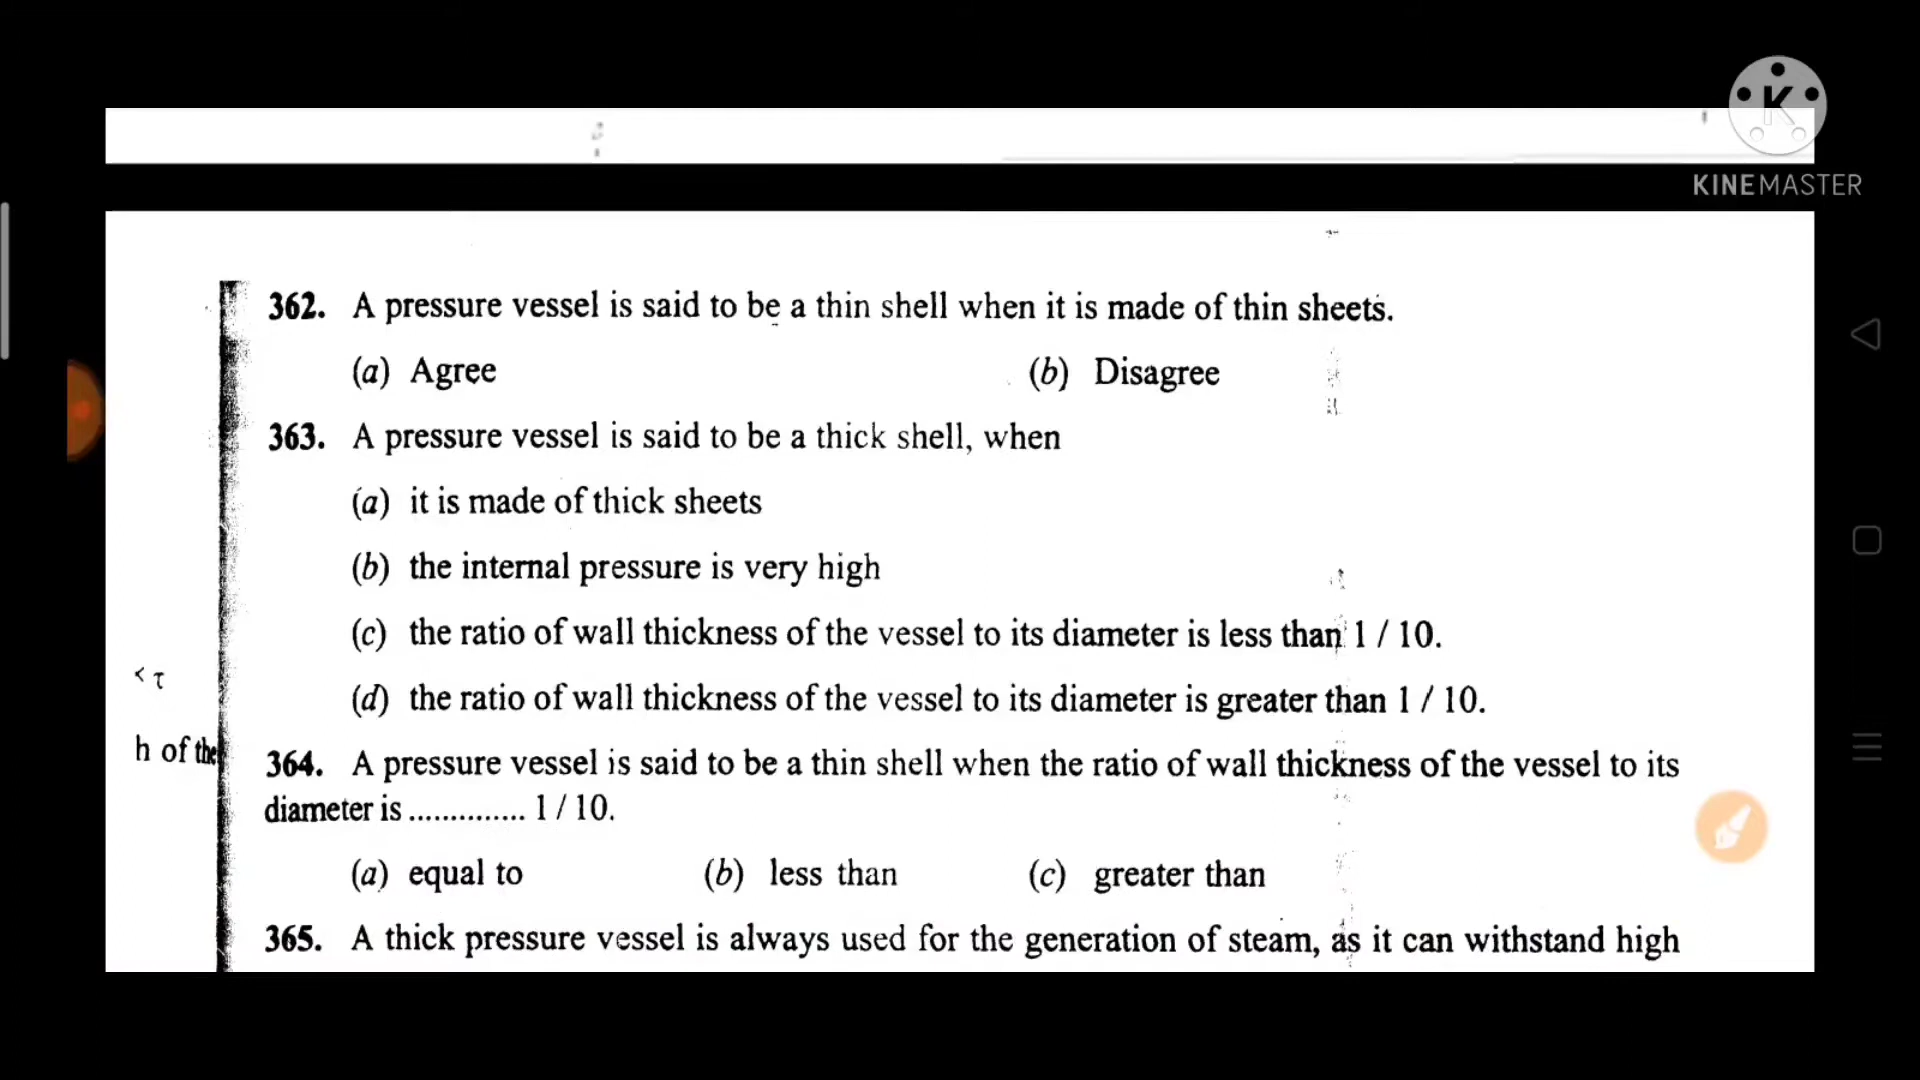 K
KINEMASTER
362. A pressure vessel is said to be a thin shell when it is made of thin sheets.
(a) Agree (b) Disagree
363. A pressure vessel is said to be a thick shell, when
(a) it is made of thick sheets
(b) the internal pressure is very high
(c) the ratio of wall thickness of the vessel to its diameter is less than 1 / 10.
(d) the ratio of wall thickness of the vessel to its diameter is greater than 1 / 10.
< τ
h of the
364. A pressure vessel is said to be a thin shell when the ratio of wall thickness of the vessel to its
diameter is .............. 1 / 10.
(a) equal to (b) less than (c) greater than
365. A thick pressure vessel is always used for the generation of steam, as it can withstand high